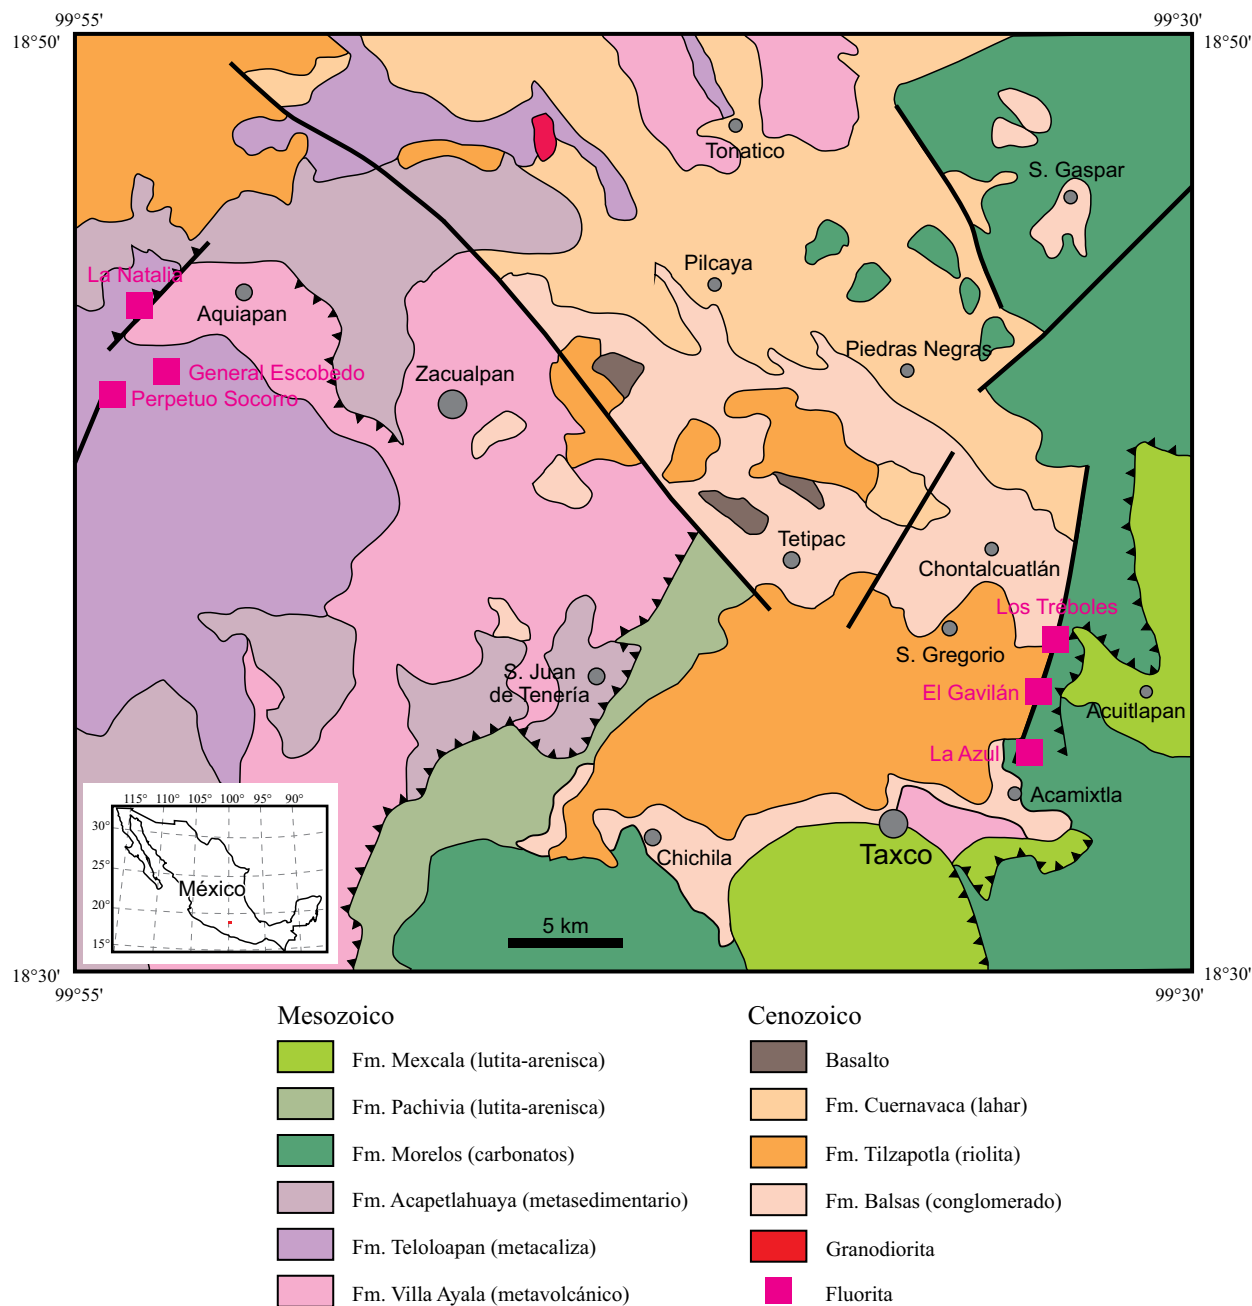 99°55'
99°30'
18°50'
18°50'
Tonatico
S. Gaspar
La Natalia
Pilcaya
Aquiapan
Piedras Negras
General Escobedo
Zacualpan
Perpetuo Socorro
Tetipac
Chontalcuatlán
Los Tréboles
S. Gregorio
S. Juan
de Tenería
El Gavilán
Acuitlapan
La Azul
Acamixtla
115° 110° 105° 100° 95° 90°
30°
25°
20°
15°
México
Chichila
Taxco
5 km
18°30'
18°30'
99°55'
99°30'
Mesozoico
Fm. Mexcala (lutita-arenisca)
Fm. Pachivia (lutita-arenisca)
Fm. Morelos (carbonatos)
Fm. Acapetlahuaya (metasedimentario)
Fm. Teloloapan (metacaliza)
Fm. Villa Ayala (metavolcánico)
Cenozoico
Basalto
Fm. Cuernavaca (lahar)
Fm. Tilzapotla (riolita)
Fm. Balsas (conglomerado)
Granodiorita
Fluorita